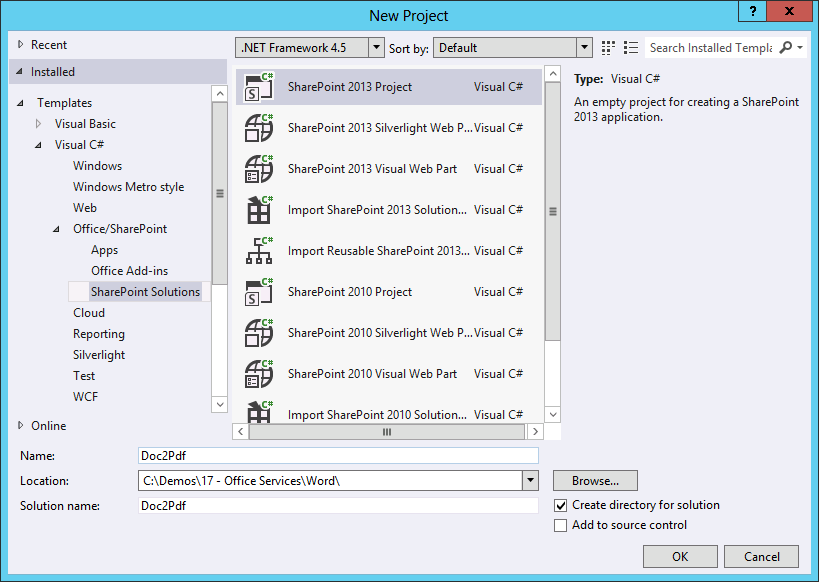 New Project
?
x
Recent
.NET Framework 4.5
Sort by:
Default
Search Installed Templa
Installed
Templates
Visual Basic
Visual C#
Windows
Windows Metro style
Web
Office/SharePoint
Apps
Office Add-ins
SharePoint Solutions
Cloud
Reporting
Silverlight
Test
WCF
Online
C#
S
SharePoint 2013 Project
Visual C#
C#
SharePoint 2013 Silverlight Web P...
Visual C#
C#
SharePoint 2013 Visual Web Part
Visual C#
C#
Import SharePoint 2013 Solution...
Visual C#
C#
Import Reusable SharePoint 2013...
Visual C#
C#
S
SharePoint 2010 Project
Visual C#
C#
SharePoint 2010 Silverlight Web P...
Visual C#
C#
SharePoint 2010 Visual Web Part
Visual C#
C#
Import SharePoint 2010 Solution...
Visual C#
Type: Visual C#
An empty project for creating a SharePoint
2013 application.
Name:
Doc2Pdf
Location:
C:\Demos\17 - Office Services\Word\
Browse...
Solution name:
Doc2Pdf
Create directory for solution
Add to source control
OK
Cancel